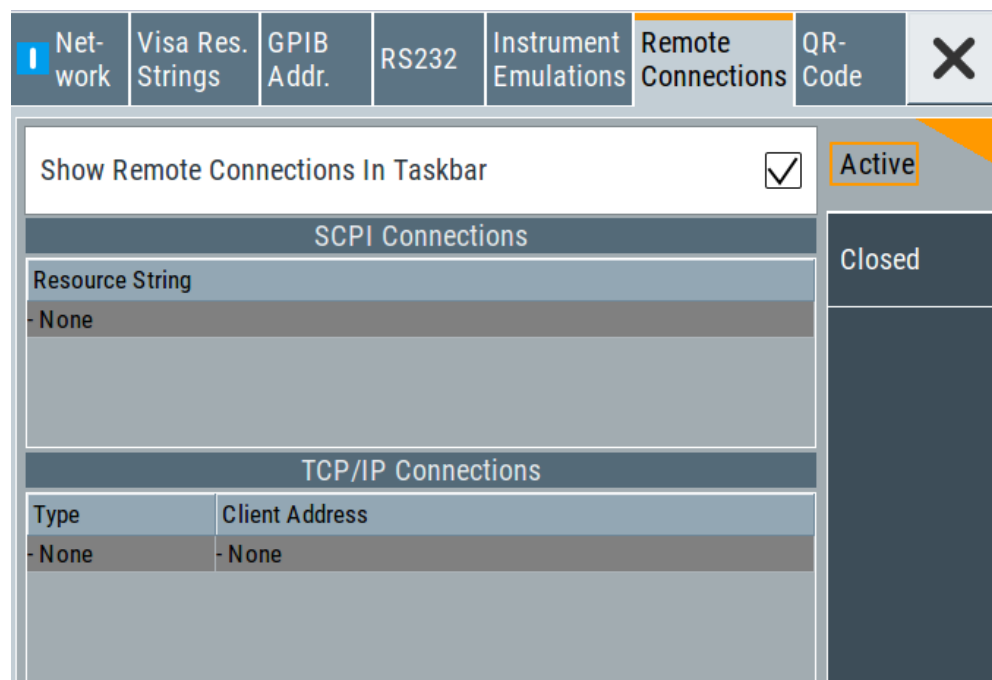 Net-
work
Visa Res.
Strings
GPIB
Addr.
RS232
Instrument
Emulations
Remote
Connections
QR-
Code
Show Remote Connections In Taskbar
Active
Closed
SCPI Connections
Resource String
- None
TCP/IP Connections
Type Client Address
- None - None